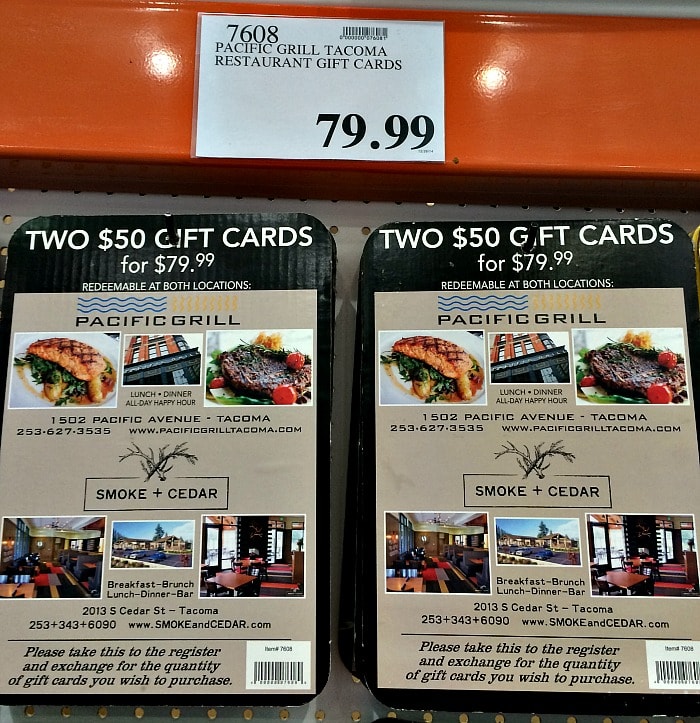 7608
0"000000"07608"
PACIFIC GRILL TACOMA
RESTAURANT GIFT CARDS
79.99
TWO $50 GIFT CARDS
for $79.99
REDEEMABLE AT BOTH LOCATIONS:
PACIFIC GRILL
LUNCH • DINNER
ALL-DAY HAPPY HOUR
1502 PACIFIC AVENUE - TACOMA
253•627•3535 WWW.PACIFICGRILLTACOMA.COM
SMOKE + CEDAR
Breakfast-Brunch
Lunch-Dinner-Bar
2013 S Cedar St – Tacoma
253+343+6090 www.SMOKEandCEDAR.com
Please take this to the register
and exchange for the quantity
of gift cards you wish to purchase.
Item# 7608
TWO $50 GIFT CARDS
for $79.99
REDEEMABLE AT BOTH LOCATIONS:
PACIFIC GRILL
LUNCH • DINNER
ALL-DAY HAPPY HOUR
1502 PACIFIC AVENUE - TACOMA
253•627•3535 WWW.PACIFICGRILLTACOMA.COM
SMOKE + CEDAR
Breakfast-Brunch
Lunch-Dinner-Bar
2013 S Cedar St – Tacoma
253+343+6090 www.SMOKEandCEDAR.com
Please take this to the register
and exchange for the quantity
of gift cards you wish to purchase.
Item# 7608